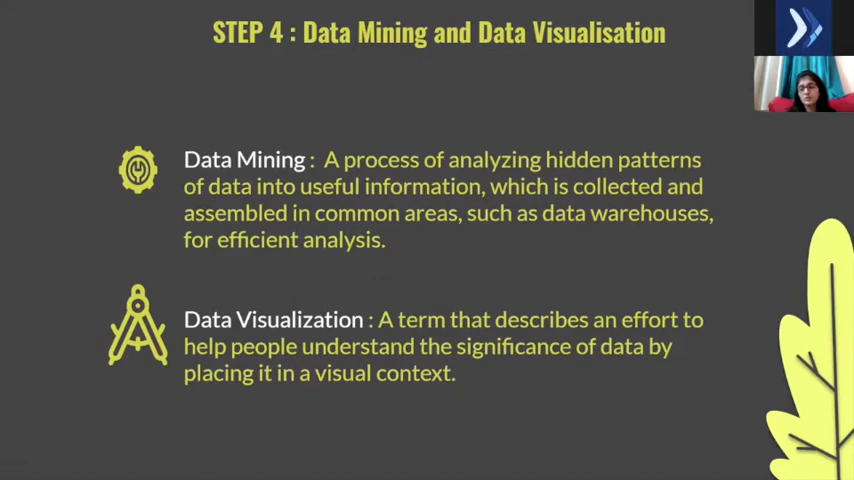 STEP 4 : Data Mining and Data Visualisation
Data Mining : A process of analyzing hidden patterns
of data into useful information, which is collected and
assembled in common areas, such as data warehouses,
for efficient analysis.
Data Visualization : A term that describes an effort to
help people understand the significance of data by
placing it in a visual context.